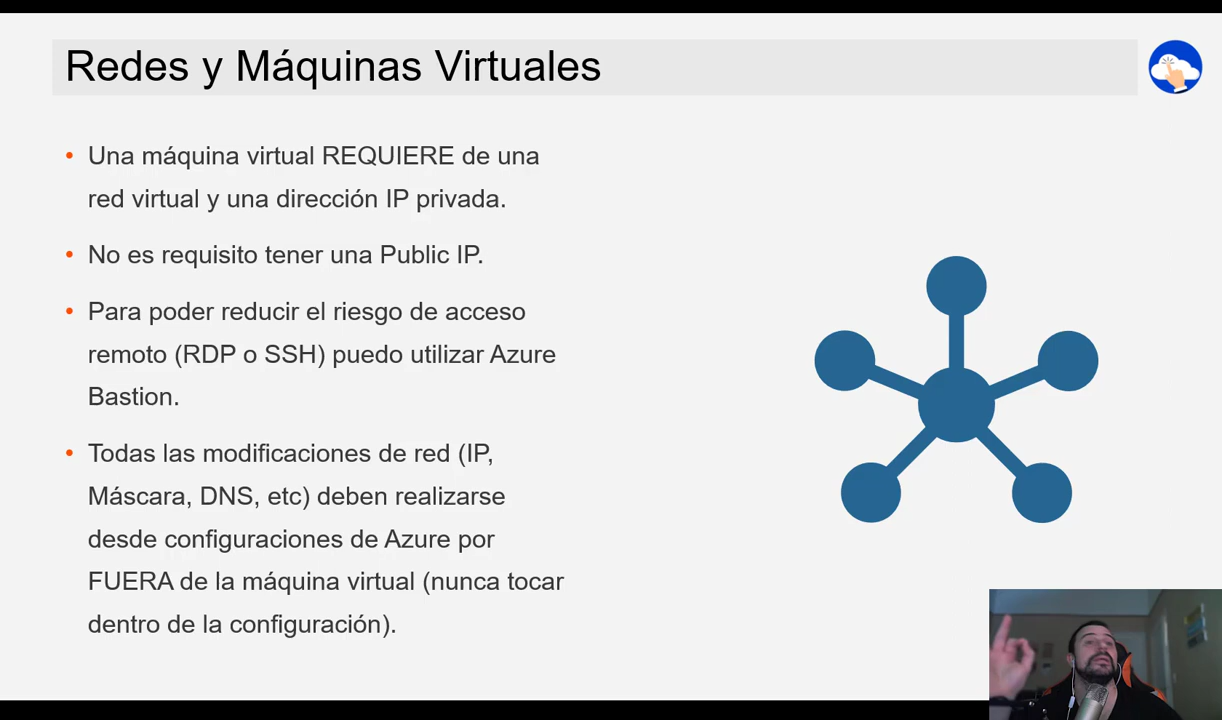 Redes y Máquinas Virtuales
• Una máquina virtual REQUIERE de una
red virtual y una dirección IP privada.
• No es requisito tener una Public IP.
• Para poder reducir el riesgo de acceso
remoto (RDP o SSH) puedo utilizar Azure
Bastion.
• Todas las modificaciones de red (IP,
Máscara, DNS, etc) deben realizarse
desde configuraciones de Azure por
FUERA de la máquina virtual (nunca tocar
dentro de la configuración).